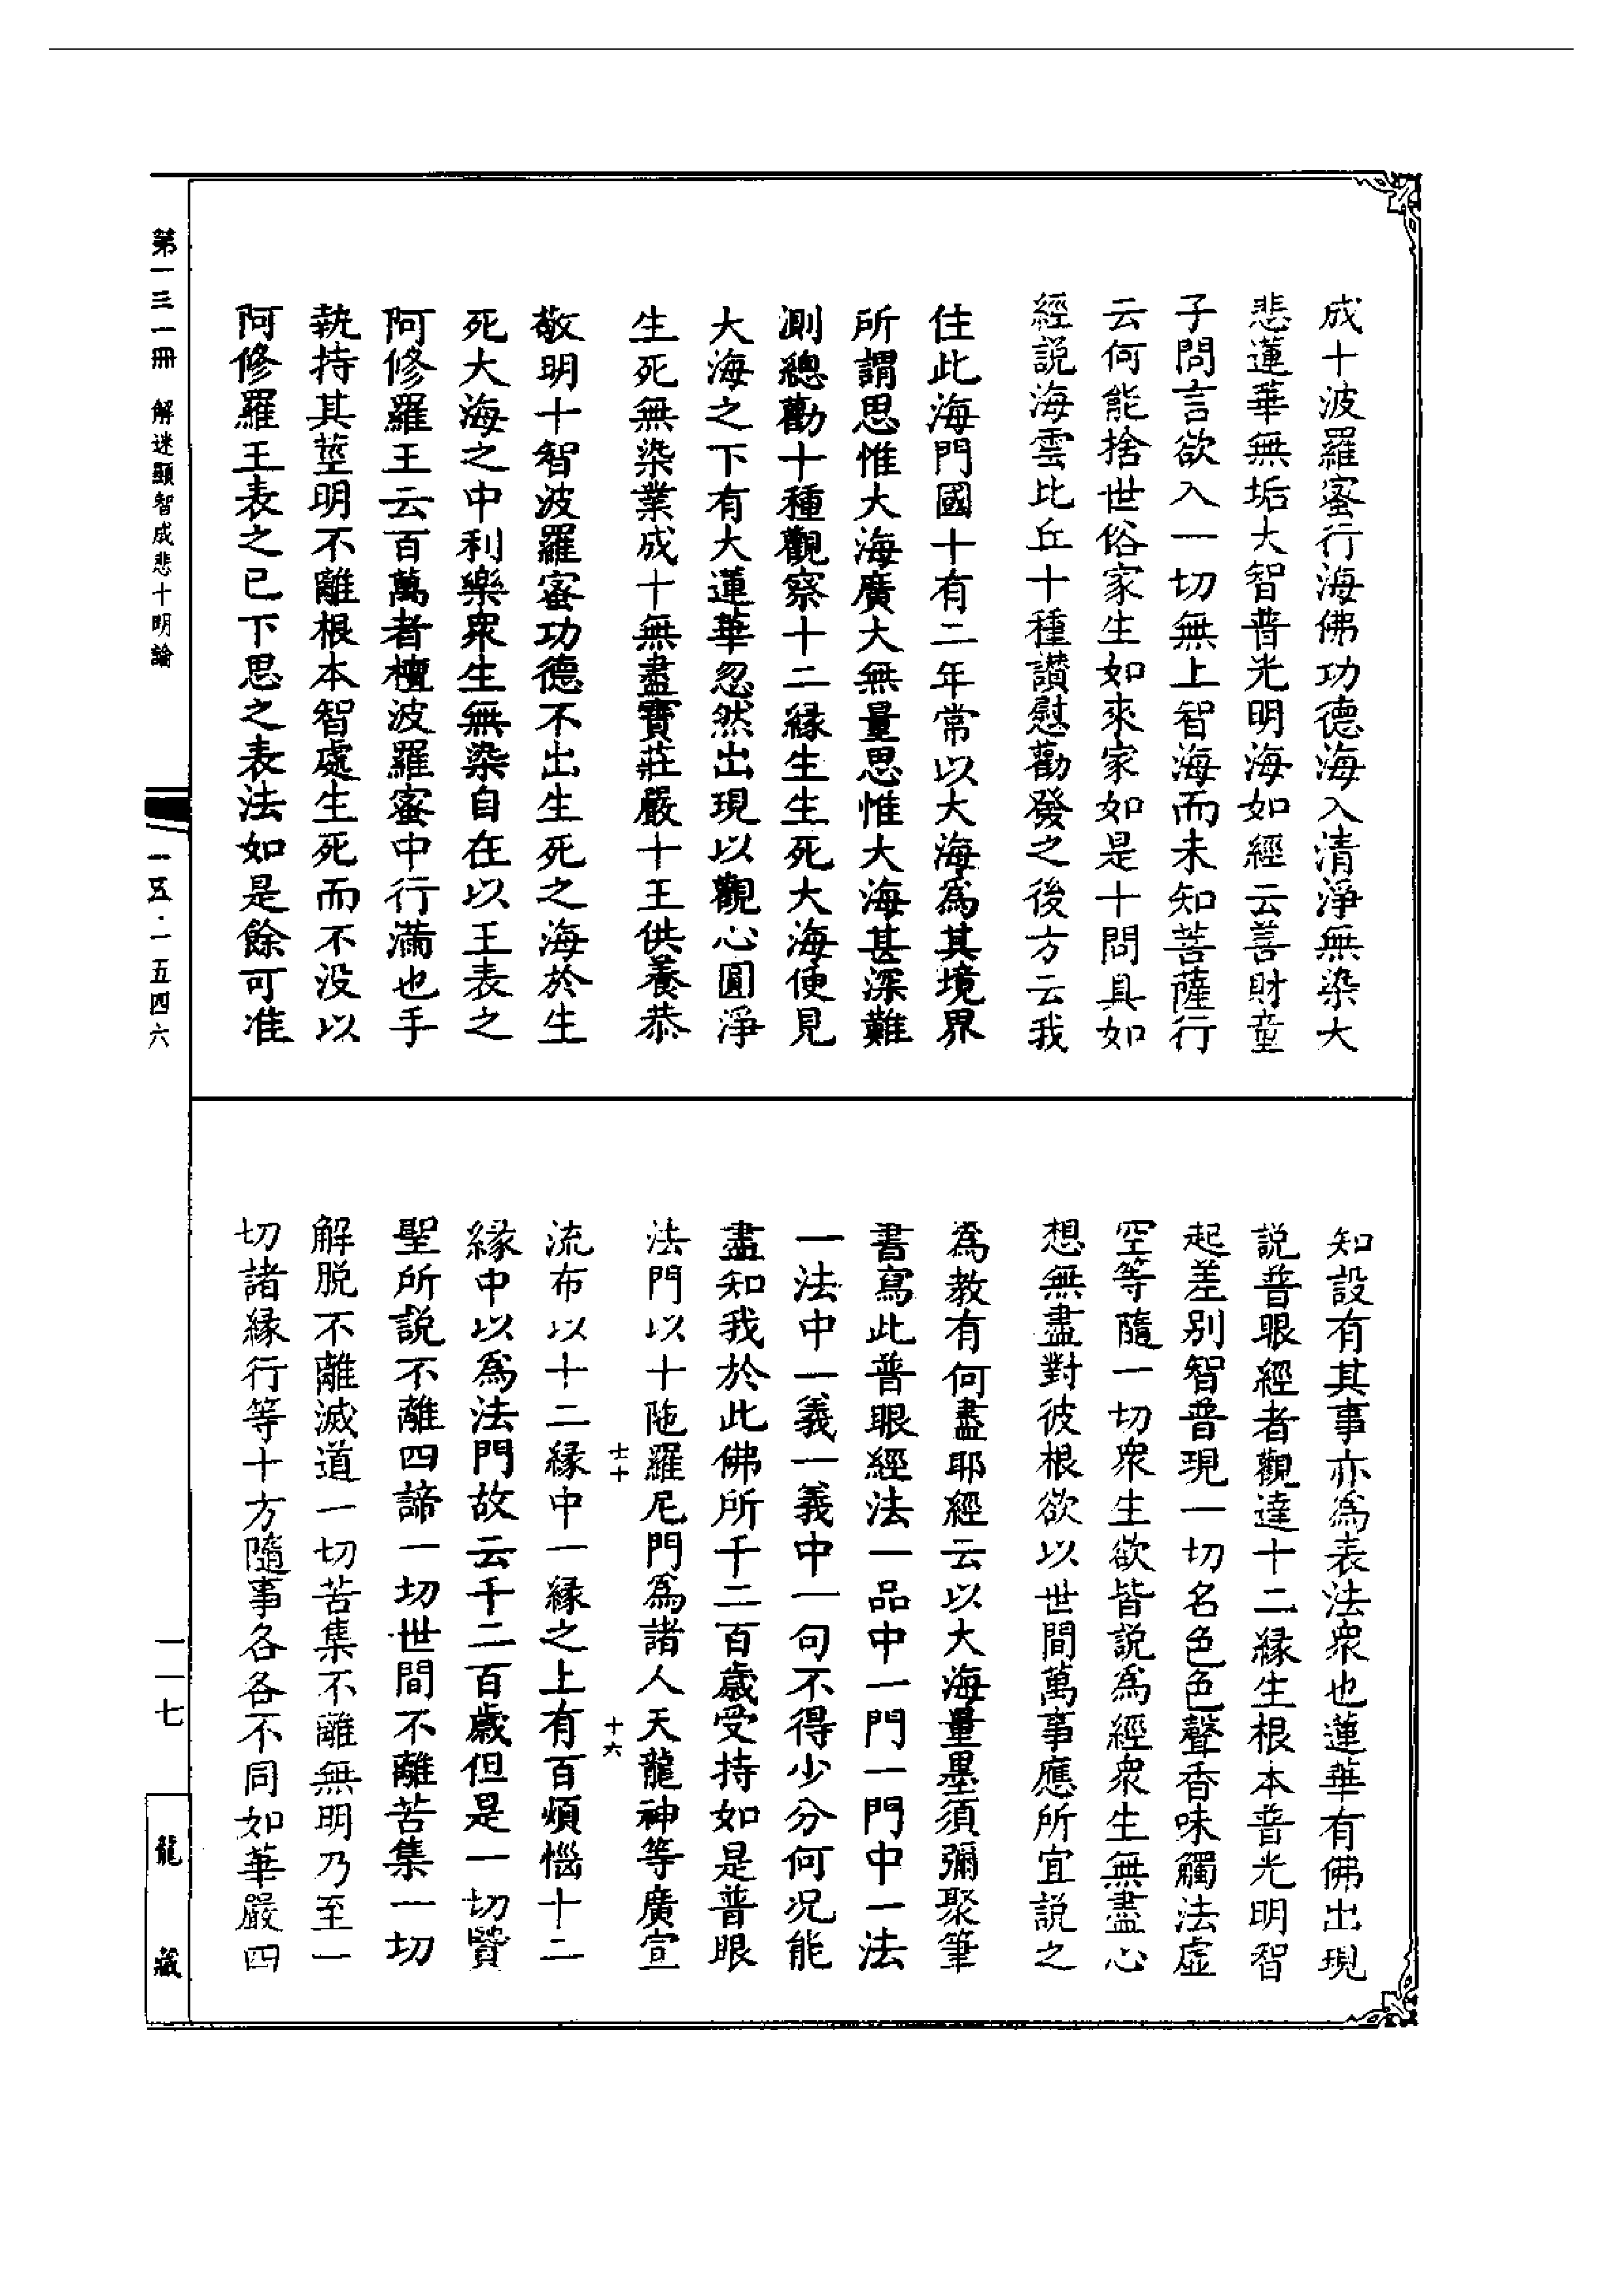 成十波羅蜜行海佛功德海入清淨無染大
悲蓮華無垢大智普光明海如經云善財童
子問言欲入一切無上智海而未知菩薩行
云何能捨世俗家生如來家如是十問具如
經説海雲比丘十種讃慰勸發之後方云我
住此海門國十有二年常以大海爲其境界
所謂思惟大海廣大無量思惟大海甚深難
測總勸十種觀察十二緣生生死大海便見
大海之下有大蓮華忽然出現以觀心圓淨
生死無染業成十無盡寶莊嚴十王供養恭
敬明十智波羅蜜功德不出生死之海於生
死大海之中利樂衆生無染自在以王表之
阿修羅王云百萬者檀波羅蜜中行滿也手
執持其莖明不離根本智處生死而不没以
阿修羅王表之已下思之表法如是餘可准
知設有其事亦爲表法衆也蓮華有佛出現
説普眼經者觀達十二緣生根本普光明智
起差別智普現一切名色色聲香味觸法虛
空等隨一切衆生欲皆説爲經衆生無盡心
想無盡對彼根欲以世間萬事應所宜説之
爲教有何盡耶經云以大海量墨須彌聚筆
書寫此普眼經法一品中一門一門中一法
一法中一義一義中一句不得少分何况能
盡知我於此佛所千二百歲受持如是普眼
法門以十陁羅尼門爲諸人天龍神等廣宣
士十
十六
流布以十二緣中一緣之上有百煩惱十二
緣中以爲法門故云千二百歲但是一切賢
聖所説不離四諦一切世間不離苦集一切
解脱不離滅道一切苦集不離無明乃至一
切諸緣行等十方隨事各各不同如華嚴四
第一三一冊 解迷顯智成悲十明論
一五·一五四六
一一七
龍藏